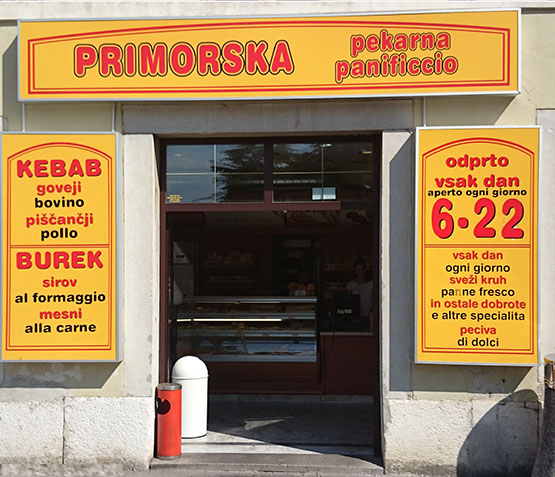 PRIMORSKA
pekarna
panificcio
KEBAB
goveji
bovino
piščančji
pollo
BUREK
sirov
al formaggio
mesni
alla carne
odprto
vsak dan
aperto ogni giorno
6-22
vsak dan
ogni giorno
sveži kruh
panne fresco
in ostale dobrote
e altre specialita
peciva
di dolci